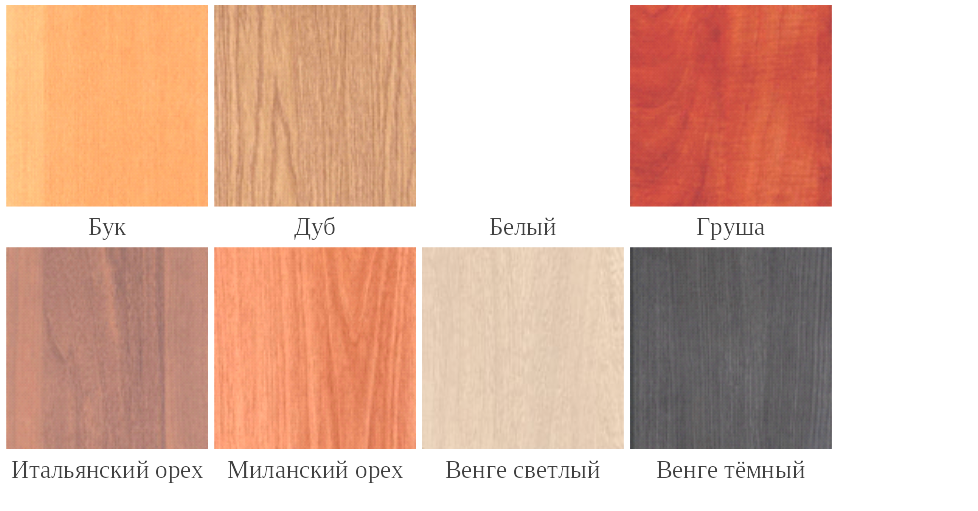 Бук
Дуб
Белый
Груша
Итальянский орех
Миланский орех
Венге светлый
Венге тёмный